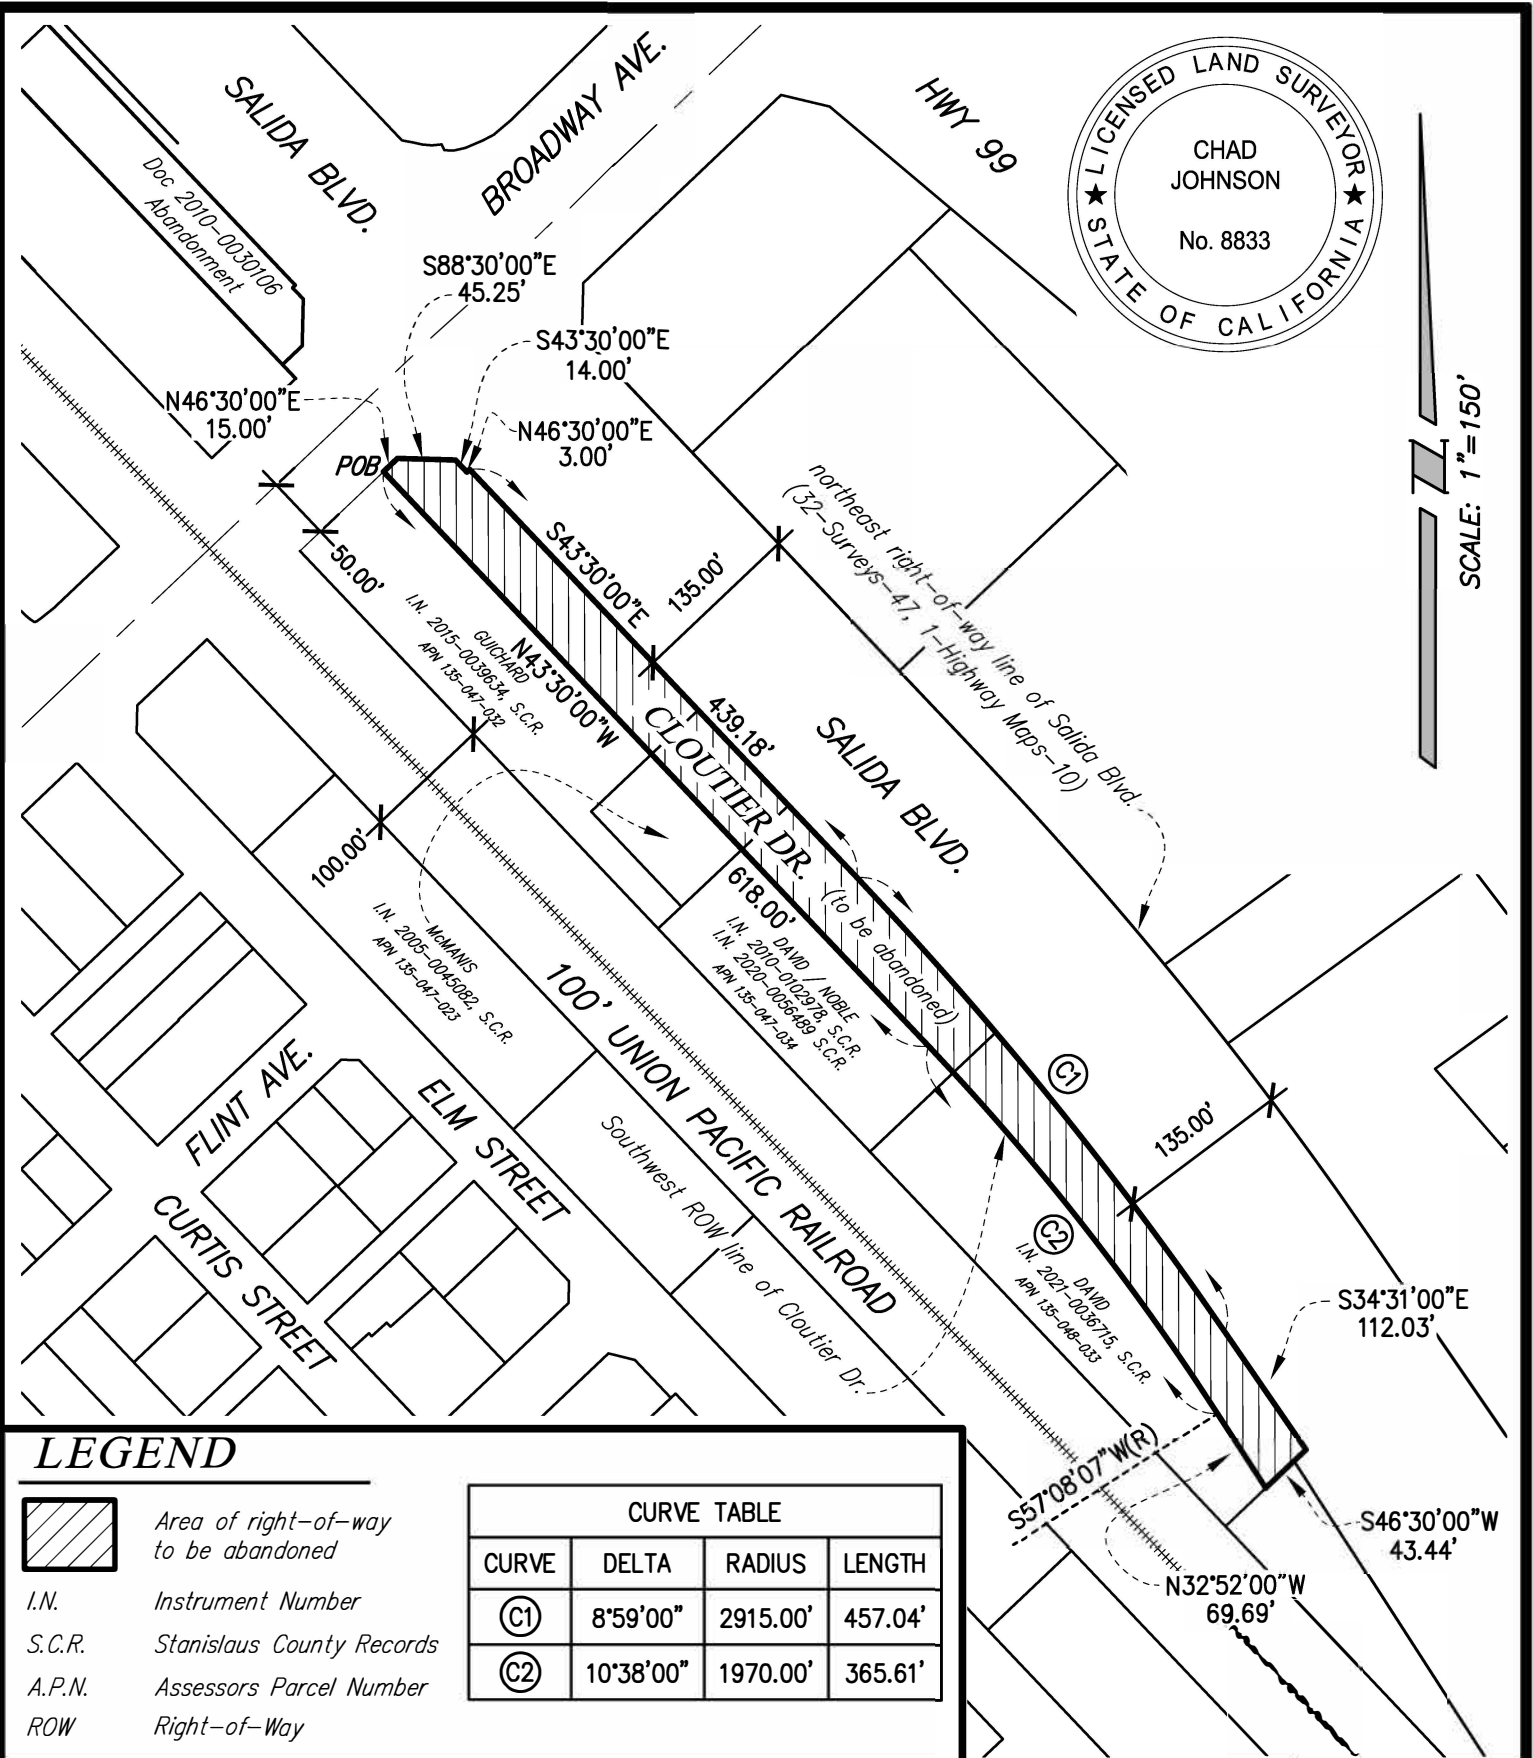 SALIDA BLVD.
BROADWAY AVE.
HWY 99
LICENSED LAND SURVEYOR
CHAD
JOHNSON
No. 8833
★ STATE OF CALIFORNIA ★
Doc 2010-0030106
Abandonment
S88°30'00"E
45.25'
S43°30'00"E
14.00'
N46°30'00"E
15.00'
N46°30'00"E
3.00'
POB
SCALE: 1"=150'
northeast right-of-way line of Salida Blvd.
(32-Surveys-47, 1-Highway Maps-10)
50.00'
S43°30'00"E
135.00'
GUICHARD
I.N. 2015-0039634, S.C.R.
APN 135-047-032
N43°30'00"W
439.18'
CLOUTIER DR.
(to be abandoned)
SALIDA BLVD.
618.00'
100.00'
McMANIS
I.N. 2005-0045082, S.C.R.
APN 135-047-023
DAVID / NOBLE
I.N. 2010-0102978, S.C.R.
I.N. 2020-0056489 S.C.R.
APN 135-047-034
100' UNION PACIFIC RAILROAD
C1
135.00'
FLINT AVE.
ELM STREET
CURTIS STREET
Southwest ROW line of Cloutier Dr.
C2
DAVID
I.N. 2021-0036715, S.C.R.
APN 135-048-033
S34°31'00"E
112.03'
S57°08'07"W(R)
S46°30'00"W
43.44'
N32°52'00"W
69.69'
LEGEND
Area of right-of-way
to be abandoned
I.N. Instrument Number
S.C.R. Stanislaus County Records
A.P.N. Assessors Parcel Number
ROW Right-of-Way
CURVE TABLE
CURVE DELTA RADIUS LENGTH
C1 8°59'00" 2915.00' 457.04'
C2 10°38'00" 1970.00' 365.61'